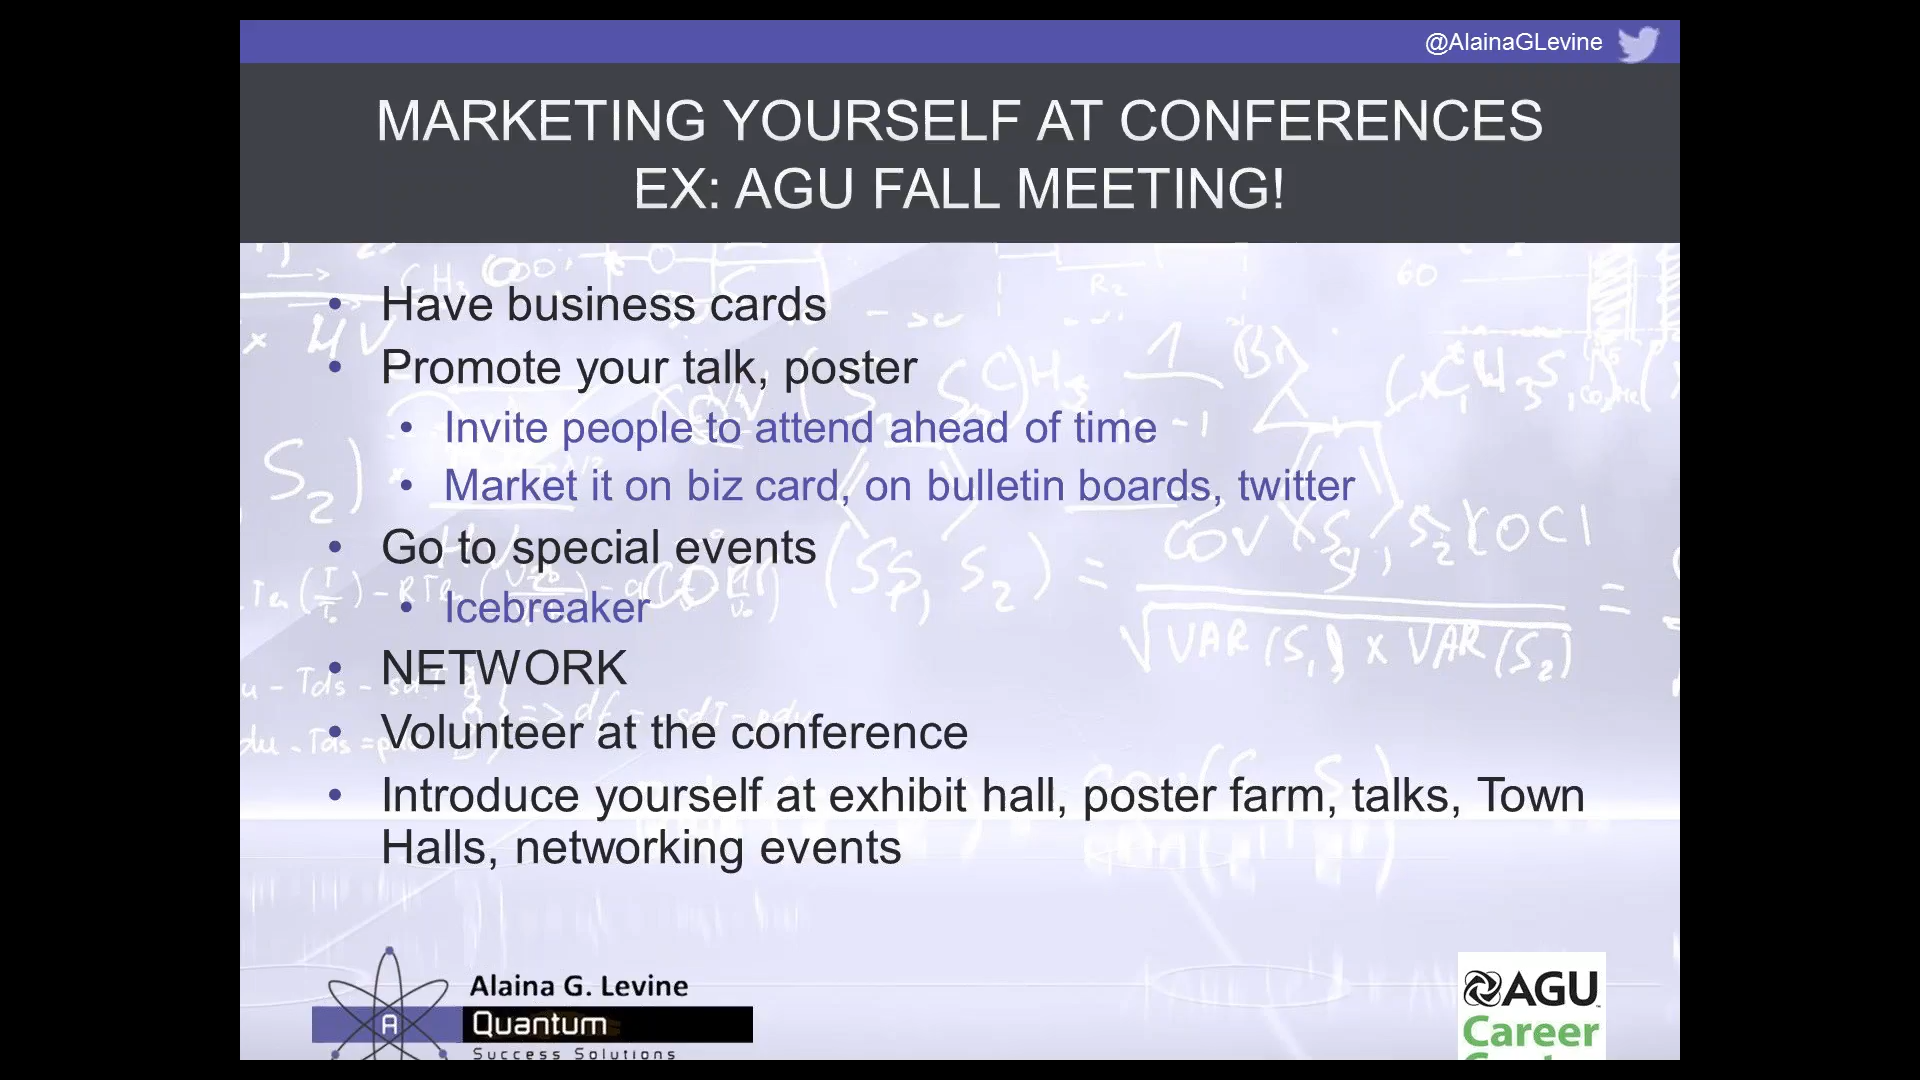 @AlainaGLevine
MARKETING YOURSELF AT CONFERENCES
EX: AGU FALL MEETING!
• Have business cards
• Promote your talk, poster
• Invite people to attend ahead of time
• Market it on biz card, on bulletin boards, twitter
• Go to special events
• Icebreaker
• NETWORK
• Volunteer at the conference
• Introduce yourself at exhibit hall, poster farm, talks, Town
Halls, networking events
Alaina G. Levine
A
Quantum
Success Solutions
AGU
Career